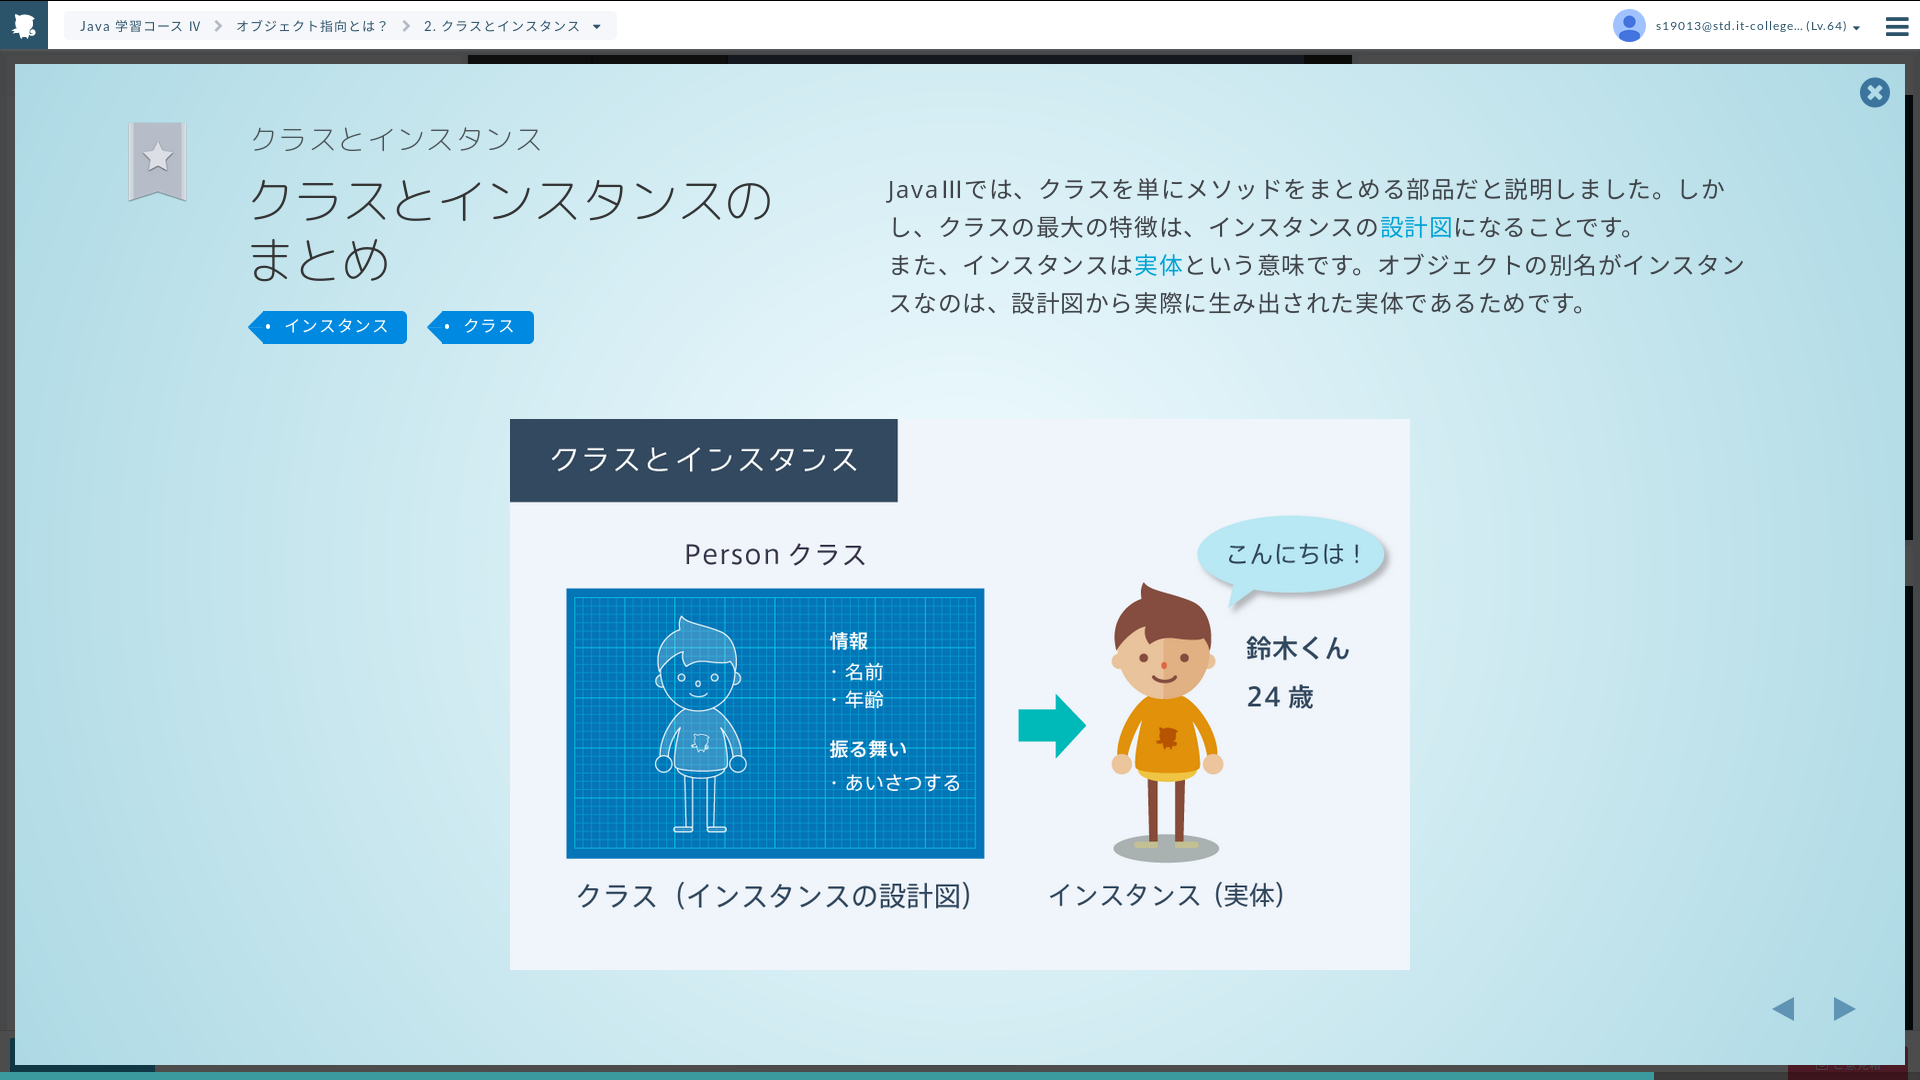 Java 学習コース Ⅳ
オブジェクト指向とは？
2. クラスとインスタンス
s19013@std.it-college... (Lv.64)
クラスとインスタンス
クラスとインスタンスの
まとめ
インスタンス
クラス
JavaⅢでは、クラスを単にメソッドをまとめる部品だと説明しました。しか
し、クラスの最大の特徴は、インスタンスの設計図になることです。
また、インスタンスは実体という意味です。オブジェクトの別名がインスタン
スなのは、設計図から実際に生み出された実体であるためです。
クラスとインスタンス
Person クラス
情報
・名前
・年齢
振る舞い
・あいさつする
こんにちは！
鈴木くん
24 歳
クラス（インスタンスの設計図）
インスタンス（実体）